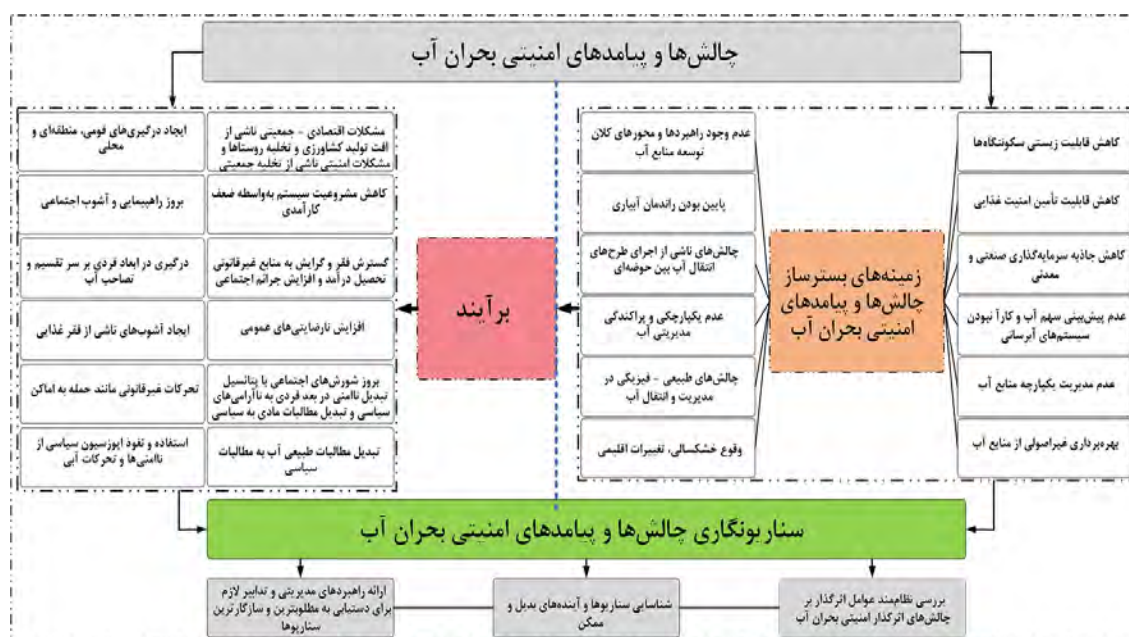 چالش‌ها و پیامدهای امنیتی بحران آب
کاهش قابلیت زیستی سکونتگاه‌ها
کاهش قابلیت تأمین امنیت غذایی
کاهش جاذبه سرمایه‌گذاری صنعتی و
معدنی
عدم پیش‌بینی سهم آب و کارآ نبودن
سیستم‌های آبرسانی
عدم مدیریت یکپارچه منابع آب
بهره‌برداری غیراصولی از منابع آب
زمینه‌های بسترساز
چالش‌ها و پیامدهای
امنیتی بحران آب
عدم وجود راهبردها و محورهای کلان
توسعه منابع آب
پایین بودن راندمان آبیاری
چالش‌های ناشی از اجرای طرح‌های
انتقال آب بین حوضه‌ای
عدم یکپارچکی و پراکندگی
مدیریتی آب
چالش‌های طبیعی - فیزیکی در
مدیریت و انتقال آب
وقوع خشکسالی، تغییرات اقلیمی
برآیند
مشکلات اقتصادی - جمعیتی ناشی از
افت تولید کشاورزی و تخلیه روستاها و
مشکلات امنیتی ناشی از تخلیه جمعیتی
کاهش مشروعیت سیستم به‌واسطه ضعف
کارآمدی
گسترش فقر و گرایش به منابع غیرقانونی
تحصیل درآمد و افزایش جرائم اجتماعی
افزایش نارضایتی‌های عمومی
بروز شورش‌های اجتماعی با پتانسیل
تبدیل ناامنی در بعد فردی به ناآرامی‌های
سیاسی و تبدیل مطالبات مادی به سیاسی
تبدیل مطالبات طبیعی آب به مطالبات
سیاسی
ایجاد درگیری‌های قومی، منطقه‌ای و
محلی
بروز راهپیمایی و آشوب اجتماعی
درگیری در ابعاد فردی بر سر تقسیم و
تصاحب آب
ایجاد آشوب‌های ناشی از فقر غذایی
تحرکات غیرقانونی مانند حمله به اماکن
استفاده و نفوذ اپوزسیون سیاسی از
ناامنی‌ها و تحرکات آبی
سناریونگاری چالش‌ها و پیامدهای امنیتی بحران آب
بررسی نظام‌مند عوامل اثرگذار بر
چالش‌های اثرگذار امنیتی بحران آب
شناسایی سناریوها و آینده‌های بدیل و
ممکن
ارائه راهبردهای مدیریتی و تدابیر لازم
برای دستیابی به مطلوبترین و سازگارترین
سناریوها